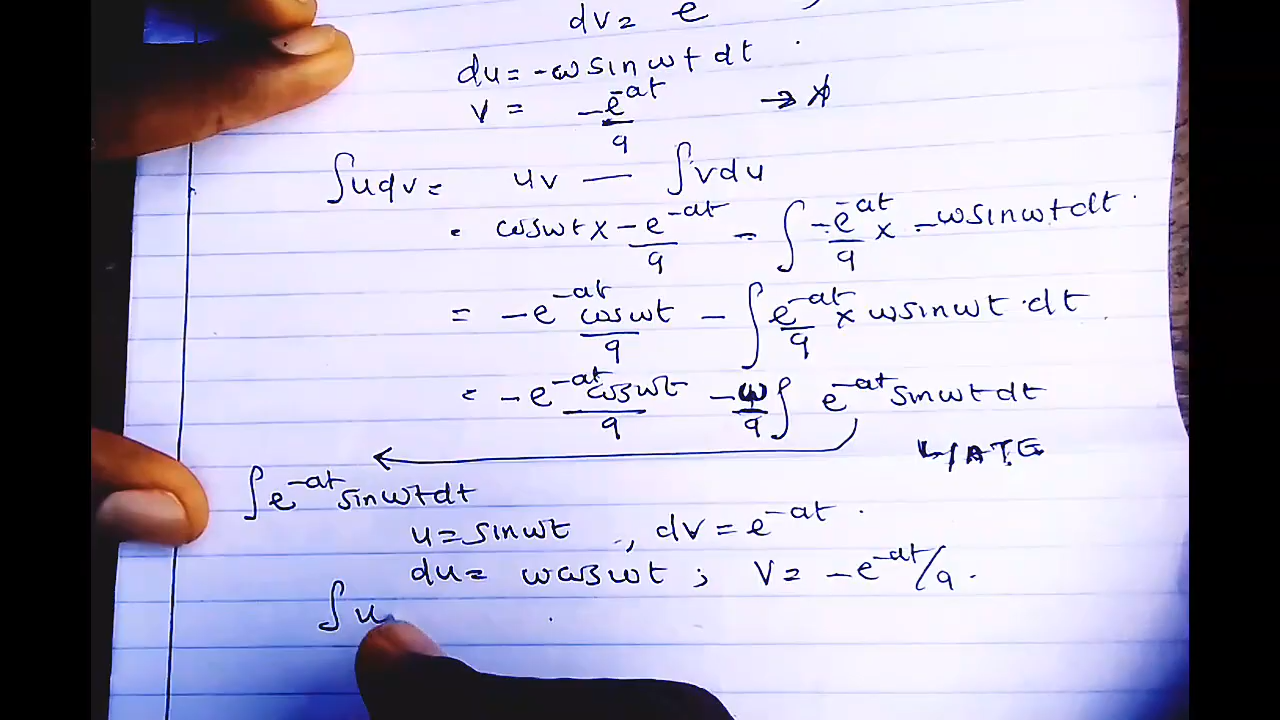 dv = e
du = -ω sin ωt dt .
v = -e^-at/a → *
∫u dv = uv — ∫v du
= cos ωt × -e^-at/a - ∫ -e^-at/a × -ω sin ωt dt .
= -e^-at cos ωt/a - ∫ e^-at/a × ω sin ωt · dt
= -e^-at cos ωt/a - ω/a ∫ e^-at sin ωt dt
LIATE
∫ e^-at sin ωt dt
u = sin ωt , dv = e^-at .
du = ω cos ωt ; v = -e^-at/a .
∫ u